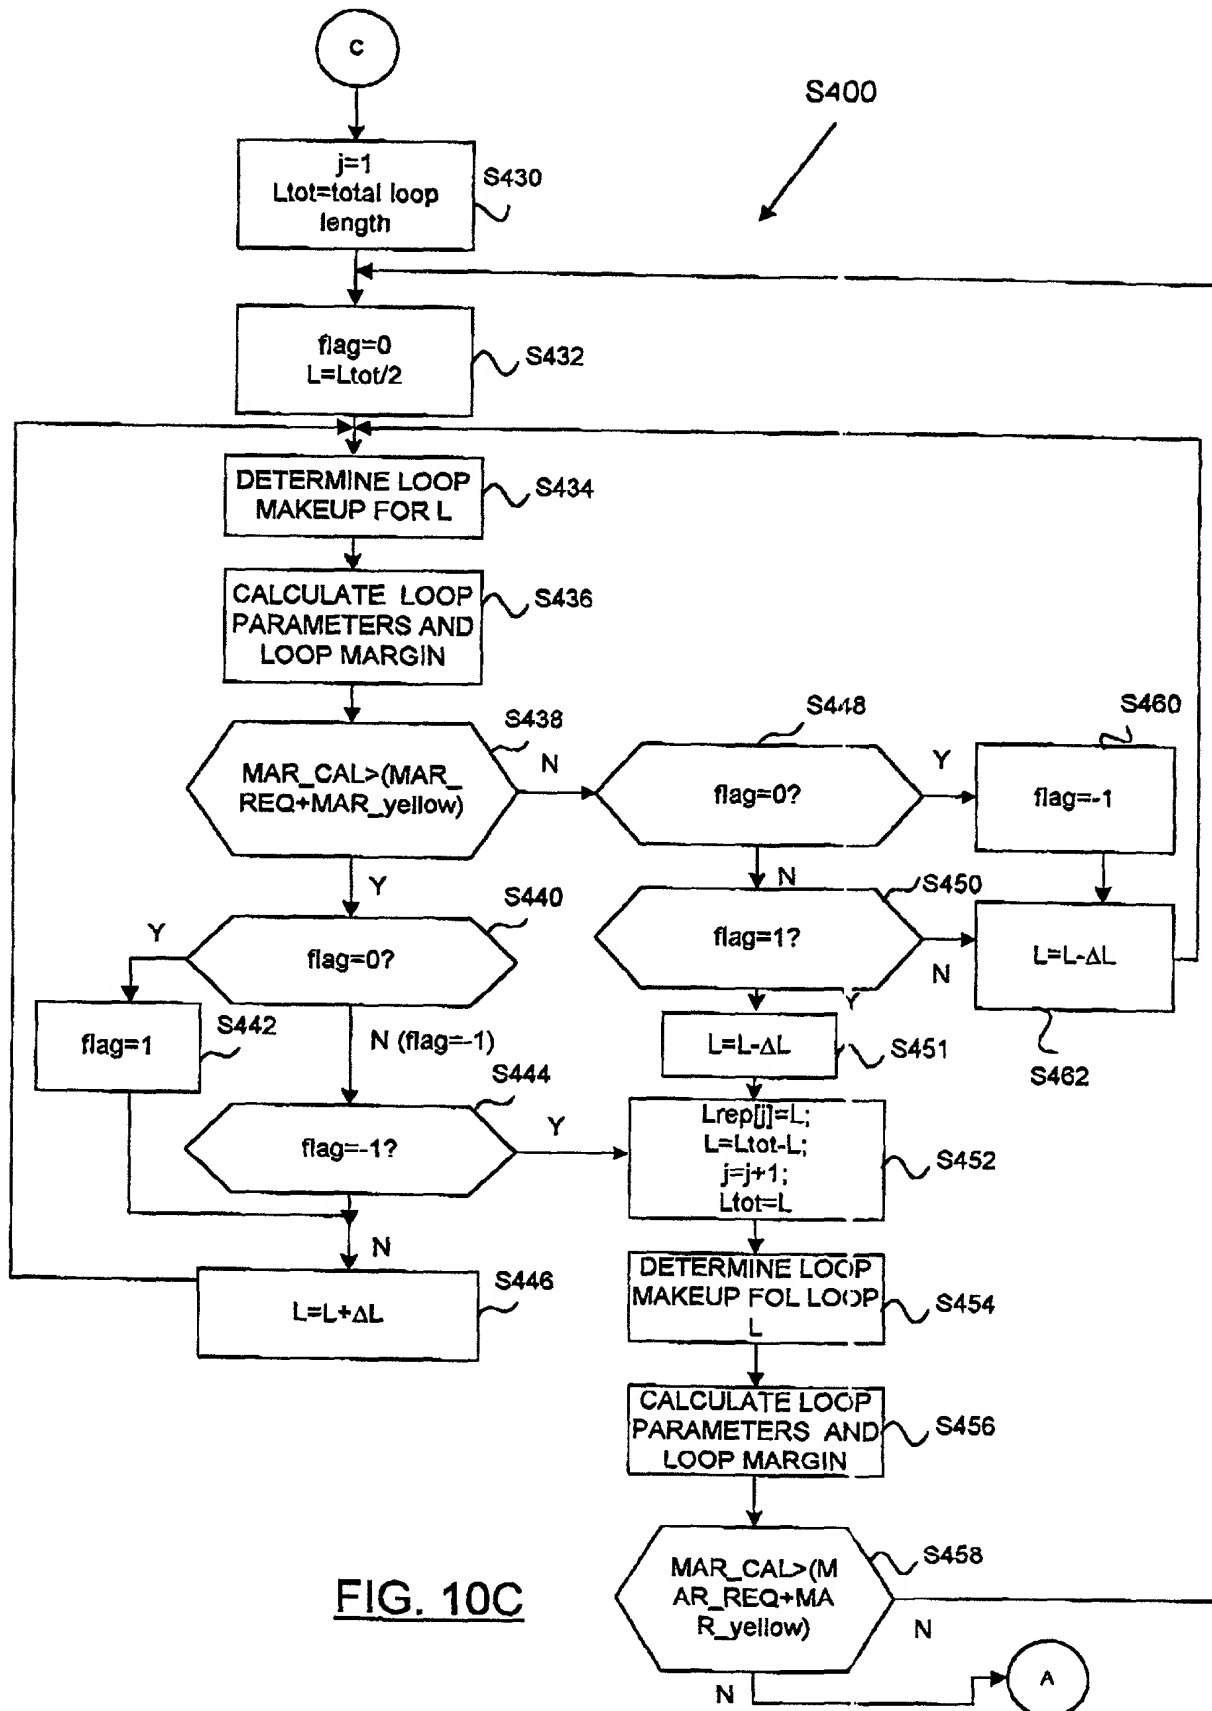 C
S400
j=1
Ltot=total loop
length
S430
flag=0
L=Ltot/2
S432
DETERMINE LOOP
MAKEUP FOR L
S434
CALCULATE LOOP
PARAMETERS AND
LOOP MARGIN
S436
MAR_CAL>(MAR_
REQ+MAR_yellow)
S438
N
Y
flag=0?
S448
Y
N
flag=-1
S460
flag=0?
S440
Y
N (flag=-1)
flag=1?
S450
N
Y
L=L-ΔL
S462
flag=1
S442
L=L-ΔL
S451
flag=-1?
S444
Y
N
Lrep[j]=L;
L=Ltot-L;
j=j+1;
Ltot=L
S452
L=L+ΔL
S446
DETERMINE LOOP
MAKEUP FOL LOOP
L
S454
CALCULATE LOOP
PARAMETERS AND
LOOP MARGIN
S456
MAR_CAL>(M
AR_REQ+MA
R_yellow)
S458
N
N
A
FIG. 10C